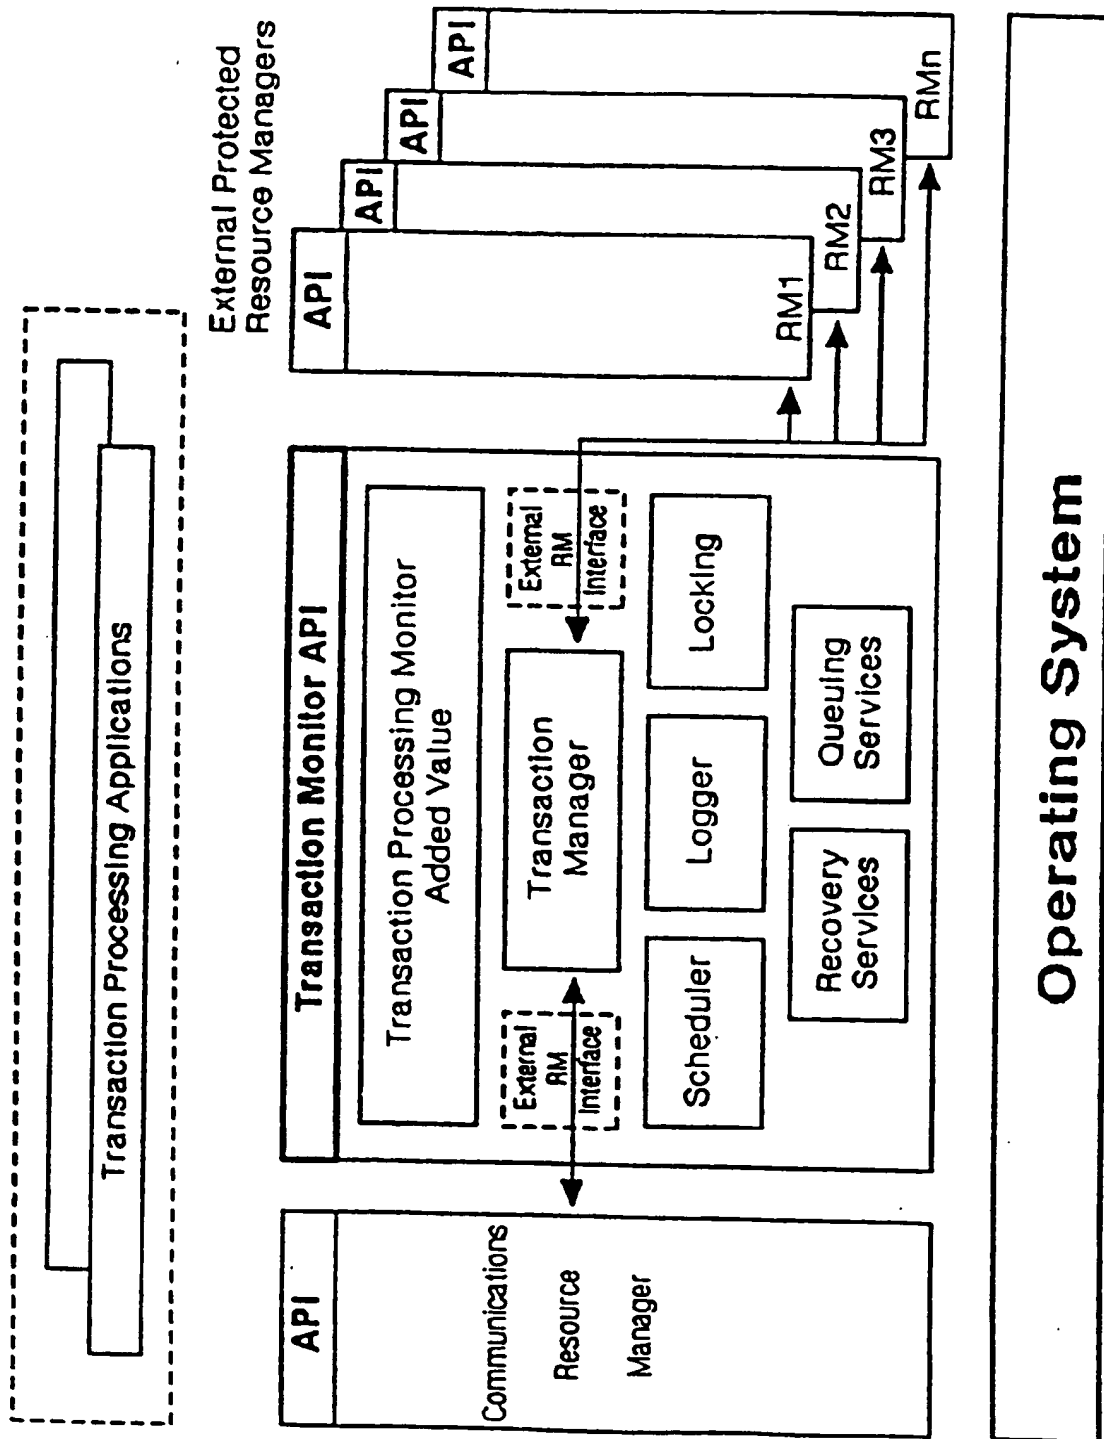 Transaction Processing Applications
External Protected
Resource Managers
API
Communications
Resource
Manager
Transaction Monitor API
Transaction Processing Monitor
Added Value
External
RM
Interface
Transaction
Manager
External
RM
Interface
Scheduler
Logger
Locking
Recovery
Services
Queuing
Services
API
API
API
API
RM1
RM2
RM3
RMn
Operating System